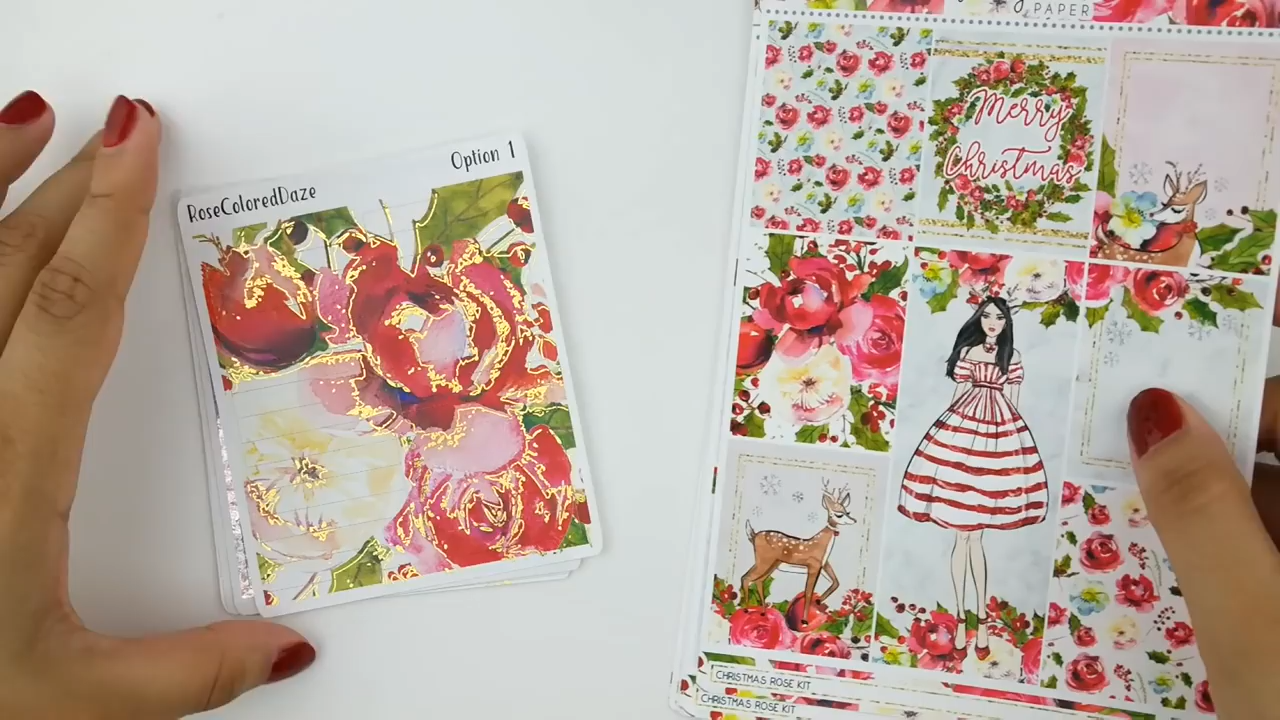 RoseColoredDaze
Option 1
PAPER
Merry
Christmas
CHRISTMAS ROSE KIT
CHRISTMAS ROSE KIT